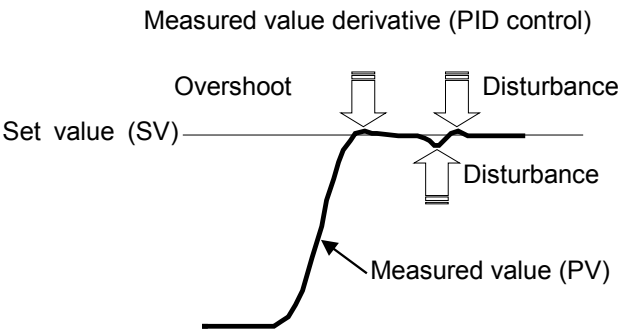 Measured value derivative (PID control)
Overshoot
Disturbance
Set value (SV)
Disturbance
Measured value (PV)